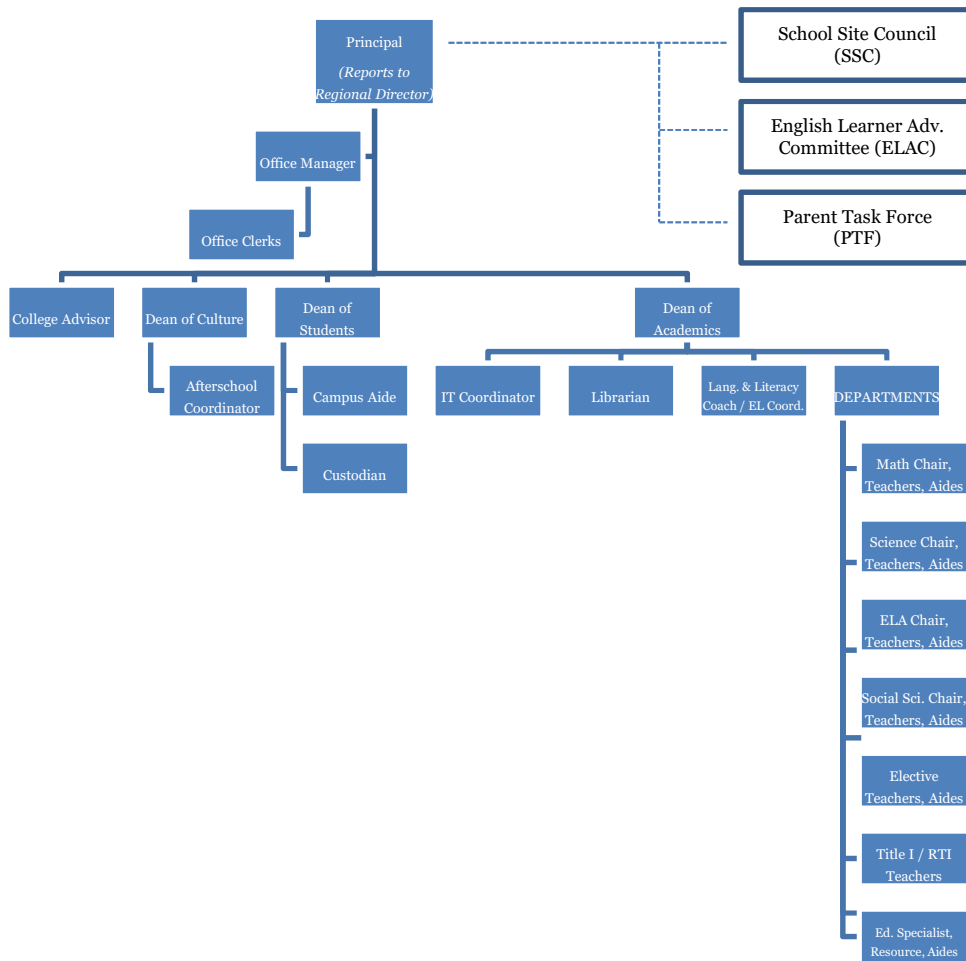 Principal
(Reports to
Regional Director)
School Site Council
(SSC)
English Learner Adv.
Committee (ELAC)
Parent Task Force
(PTF)
Office Manager
Office Clerks
College Advisor
Dean of Culture
Dean of
Students
Dean of
Academics
Afterschool
Coordinator
Campus Aide
IT Coordinator
Librarian
Lang. & Literacy
Coach / EL Coord.
DEPARTMENTS
Custodian
Math Chair,
Teachers, Aides
Science Chair,
Teachers, Aides
ELA Chair,
Teachers, Aides
Social Sci. Chair,
Teachers, Aides
Elective
Teachers, Aides
Title I / RTI
Teachers
Ed. Specialist,
Resource, Aides